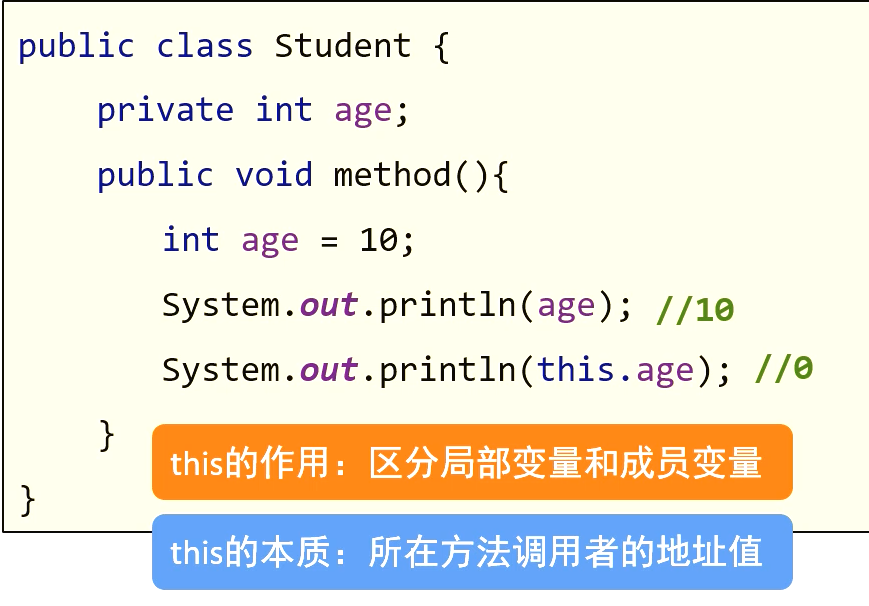 public class Student {
private int age;
public void method(){
int age = 10;
System.out.println(age); //10
System.out.println(this.age); //0
}
this的作用：区分局部变量和成员变量
}
this的本质：所在方法调用者的地址值